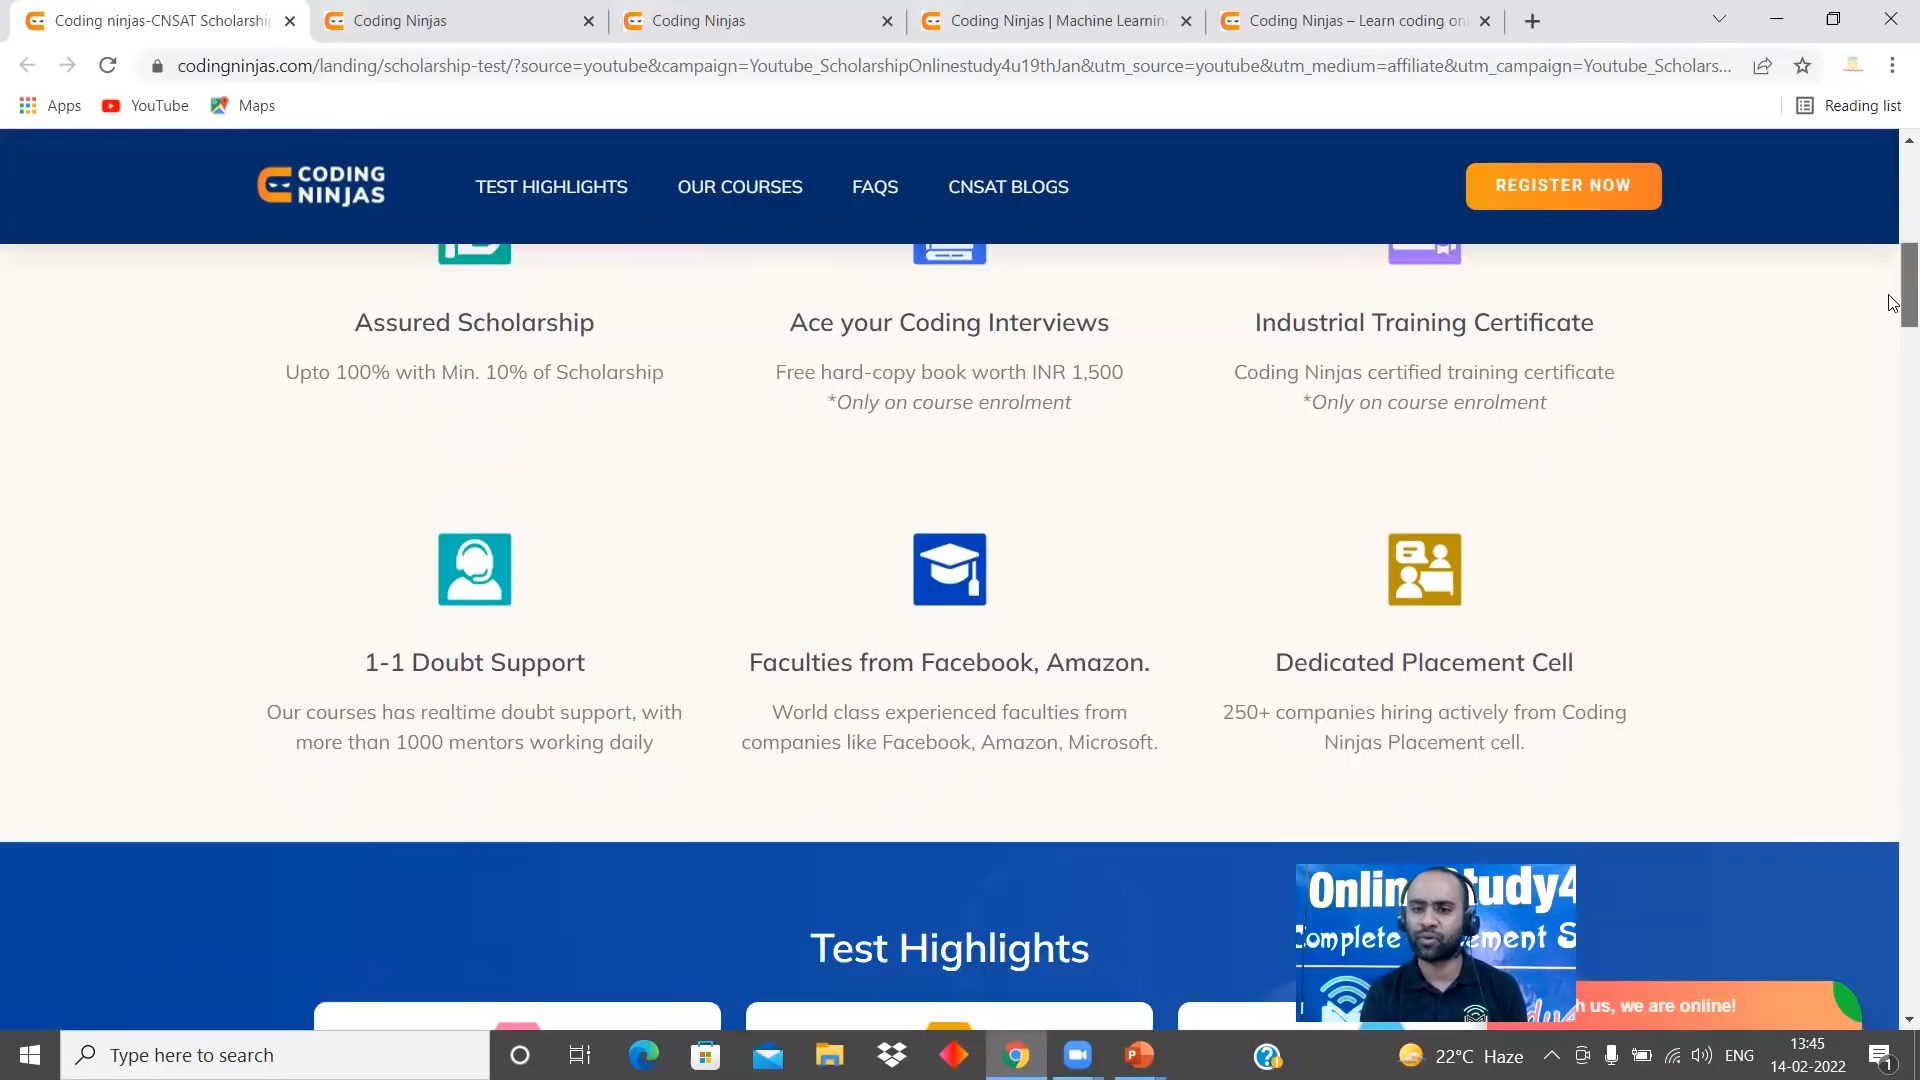 Coding ninjas-CNSAT Scholarshi
Coding Ninjas
Coding Ninjas
Coding Ninjas | Machine Learnin
Coding Ninjas – Learn coding on
codingninjas.com/landing/scholarship-test/?source=youtube&campaign=Youtube_ScholarshipOnlinestudy4u19thJan&utm_source=youtube&utm_medium=affiliate&utm_campaign=Youtube_Scholars...
Apps
YouTube
Maps
Reading list
CODING
NINJAS
TEST HIGHLIGHTS
OUR COURSES
FAQS
CNSAT BLOGS
REGISTER NOW
Assured Scholarship
Upto 100% with Min. 10% of Scholarship
Ace your Coding Interviews
Free hard-copy book worth INR 1,500
*Only on course enrolment
Industrial Training Certificate
Coding Ninjas certified training certificate
*Only on course enrolment
1-1 Doubt Support
Our courses has realtime doubt support, with
more than 1000 mentors working daily
Faculties from Facebook, Amazon.
World class experienced faculties from
companies like Facebook, Amazon, Microsoft.
Dedicated Placement Cell
250+ companies hiring actively from Coding
Ninjas Placement cell.
Test Highlights
Onlin tudy4
Complete ement S
h us, we are online!
Type here to search
22°C Haze
ENG
13:45
14-02-2022
1